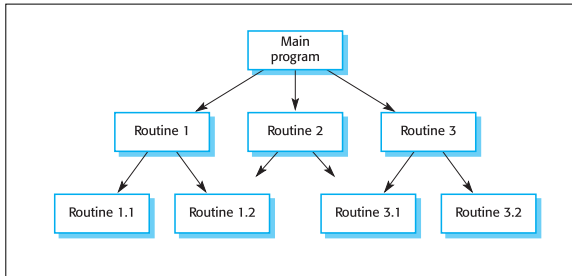 Main
program
Routine 1
Routine 2
Routine 3
Routine 1.1
Routine 1.2
Routine 3.1
Routine 3.2